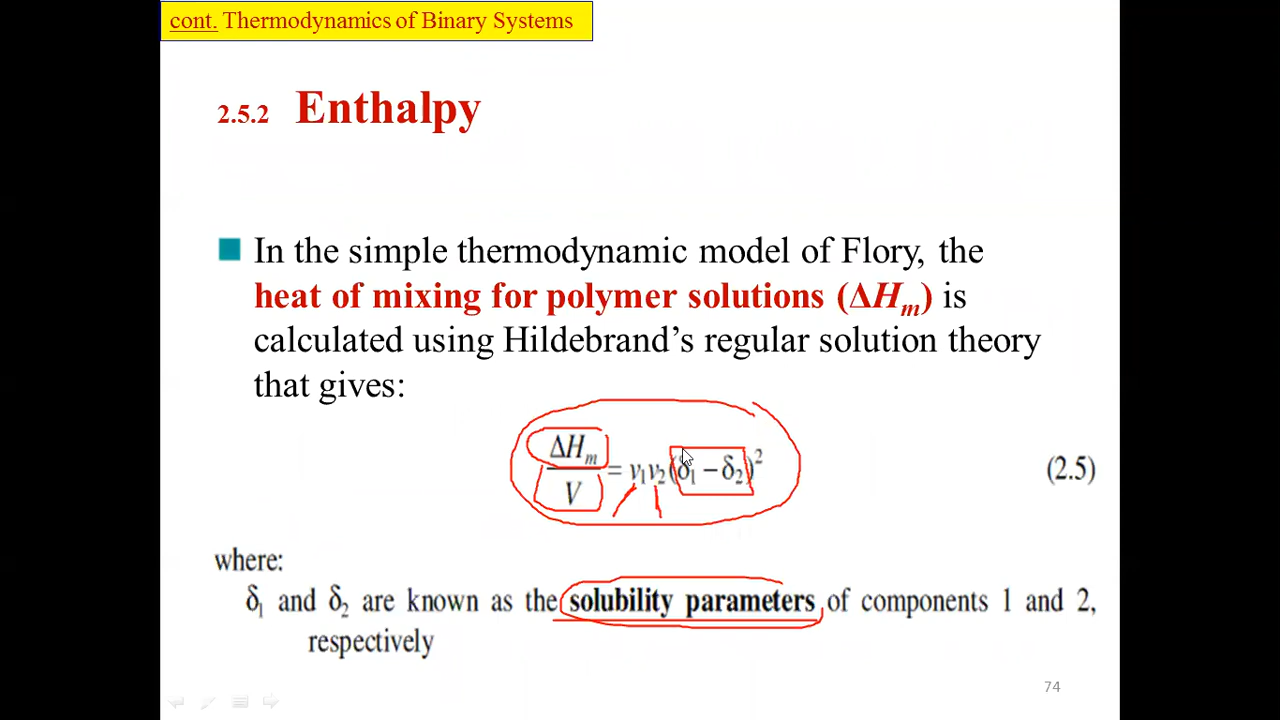 cont. Thermodynamics of Binary Systems
2.5.2 Enthalpy
In the simple thermodynamic model of Flory, the
heat of mixing for polymer solutions (ΔHₘ) is
calculated using Hildebrand’s regular solution theory
that gives:
ΔHₘ/V = v₁v₂(δ₁ − δ₂)² (2.5)
where:
δ₁ and δ₂ are known as the solubility parameters of components 1 and 2,
respectively
74